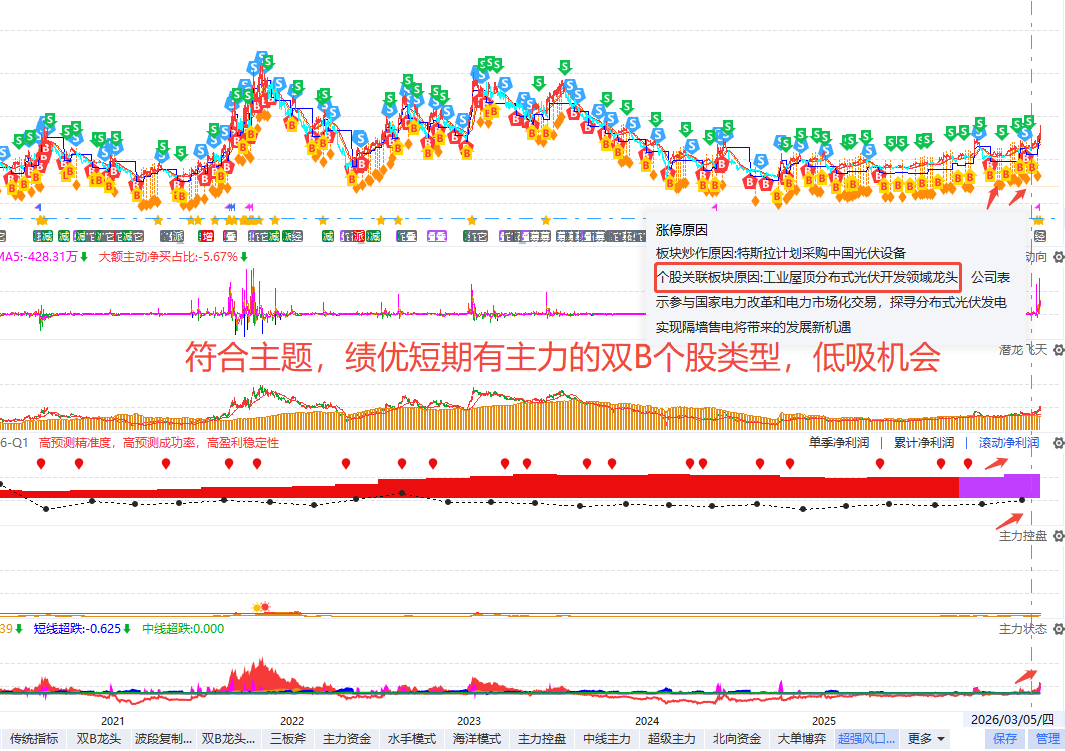 涨停原因
板块炒作原因:特斯拉计划采购中国光伏设备
个股关联板块原因:工业屋顶分布式光伏开发领域龙头 公司表
示参与国家电力改革和电力市场化交易，探寻分布式光伏发电
实现隔墙售电将带来的发展新机遇
MA5:-428.31万 大额主动净买占比:-5.67%
动向
符合主题，绩优短期有主力的双B个股类型，低吸机会
潜龙飞天
6-Q1 高预测精准度，高预测成功率，高盈利稳定性
单季净利润 | 累计净利润 | 滚动净利润
主力控盘
39 短线超跌:-0.625 中线超跌:0.000
主力状态
2021 2022 2023 2024 2025 2026/03/05/四
传统指标 双B龙头 波段复制... 双B龙头... 三板斧 主力资金 水手模式 海洋模式 主力控盘 中线主力 超级主力 北向资金 大单博弈 超强风口... 更多 保存 管理